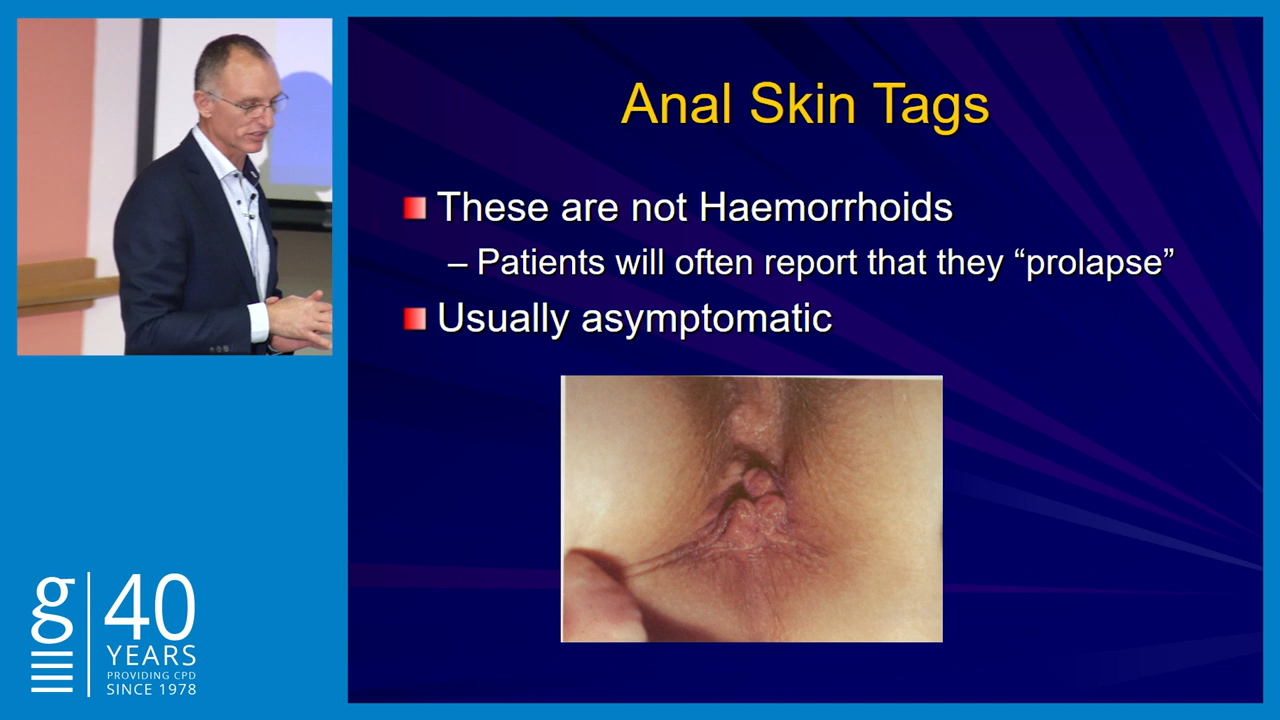 Anal Skin Tags
These are not Haemorrhoids
– Patients will often report that they “prolapse”
Usually asymptomatic
g 40
YEARS
PROVIDING CPD
SINCE 1978